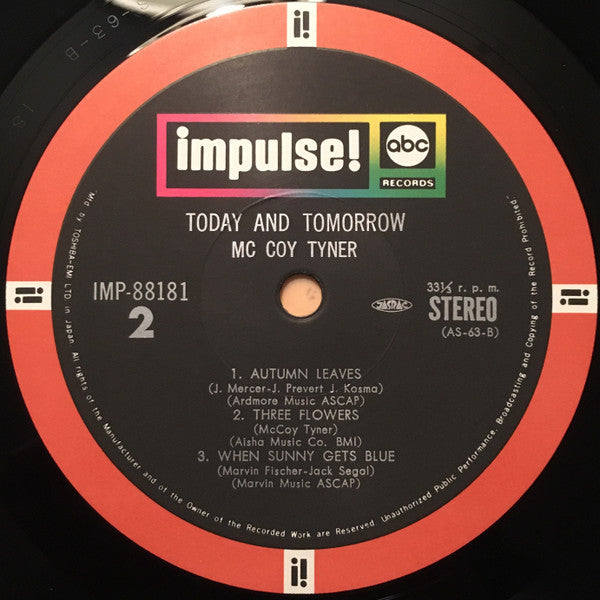 -63-B
impulse!
abc
RECORDS
TODAY AND TOMORROW
MC COY TYNER
IMP-88181
2
JASRAC
33⅓ r. p. m.
STEREO
(AS-63-B)
1. AUTUMN LEAVES
(J. Mercer-J. Prevert J. Kosma)
(Ardmore Music ASCAP)
2. THREE FLOWERS
(McCoy Tyner)
(Aisha Music Co. BMI)
3. WHEN SUNNY GETS BLUE
(Marvin Fischer-Jack Segal)
(Marvin Music ASCAP)
Mfd by TOSHIBA-EMI LTD. in Japan. All rights of the Manufacturer and of the Owner of the Recorded Work are Reserved. Unauthorized Public Performance, Broadcasting and Copying of the Record Prohibited.
i!
i!
i!
i!